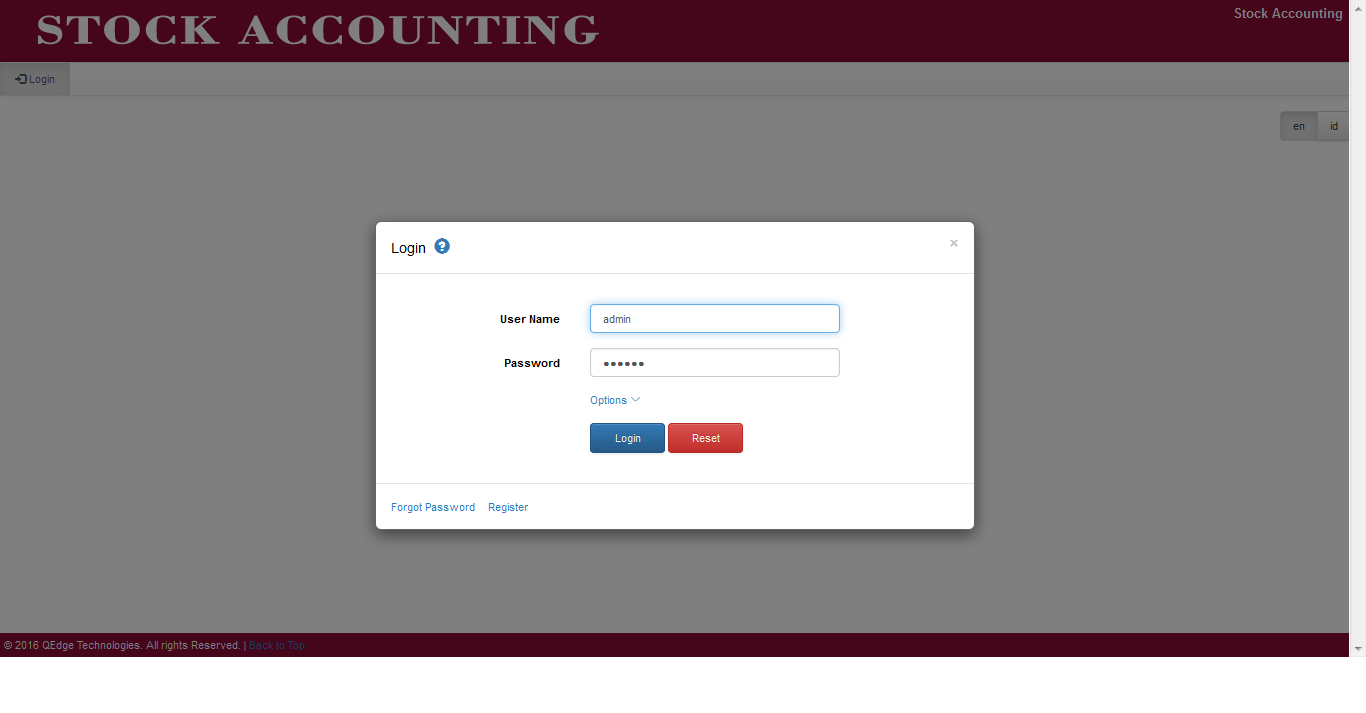 STOCK ACCOUNTING
Stock Accounting
Login
en id
Login
×
User Name admin
Password ••••••
Options
Login Reset
Forgot Password Register
© 2016 QEdge Technologies. All rights Reserved. | Back to Top